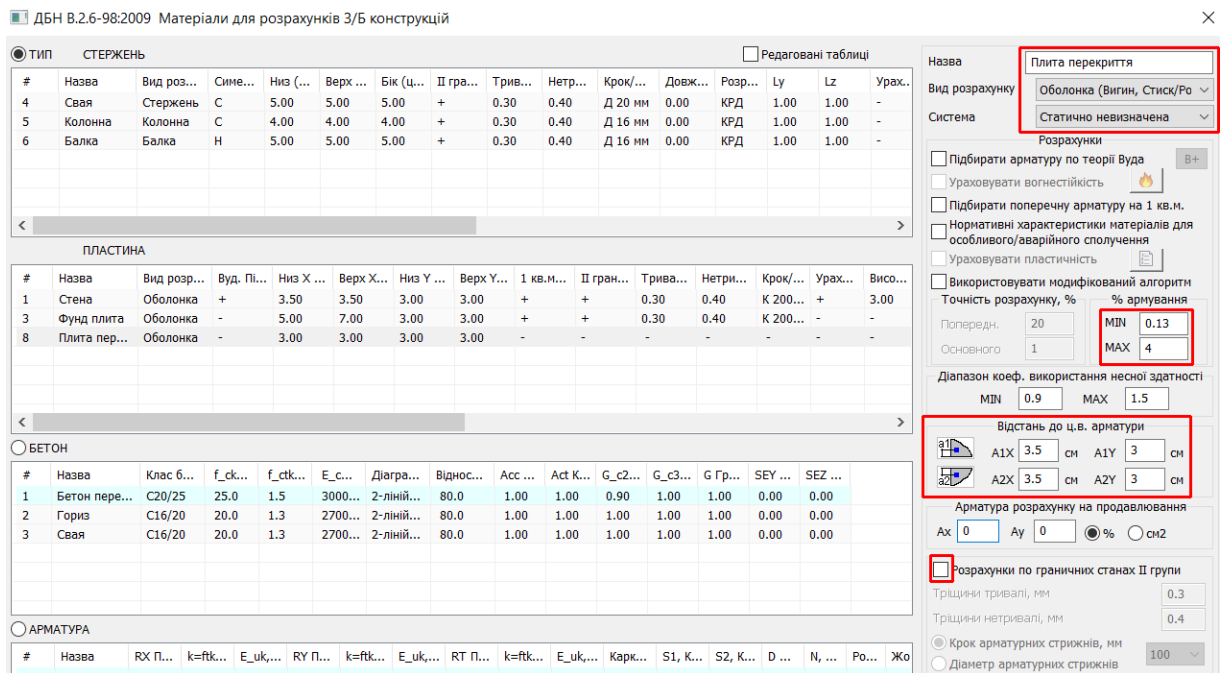 ДБН В.2.6-98:2009 Матеріали для розрахунків З/Б конструкцій
ТИП СТЕРЖЕНЬ Редаговані таблиці
# Назва Вид роз... Симе... Низ (... Верх ... Бік (ц... II гра... Трив... Нетр... Крок/... Довж... Розр... Ly Lz Урах..
4 Свая Стержень С 5.00 5.00 5.00 + 0.30 0.40 Д 20 мм 0.00 КРД 1.00 1.00 -
5 Колонна Колонна С 4.00 4.00 4.00 + 0.30 0.40 Д 16 мм 0.00 КРД 1.00 1.00 -
6 Балка Балка Н 5.00 5.00 5.00 + 0.30 0.40 Д 16 мм 0.00 КРД 1.00 1.00 -
ПЛАСТИНА
# Назва Вид розр... Вуд. Пі... Низ X ... Верх X... Низ Y ... Верх Y... 1 кв.м... II гран... Трива... Нетри... Крок/... Урах... Висо...
1 Стена Оболонка + 3.50 3.50 3.00 3.00 + + 0.30 0.40 К 200... + 3.00
3 Фунд плита Оболонка - 5.00 7.00 3.00 3.00 + + 0.30 0.40 К 200... - -
8 Плита пер... Оболонка - 3.00 3.00 3.00 3.00 - - - - - - -
БЕТОН
# Назва Клас б... f_ck... f_ctk... E_c... Діагра... Віднос... Acc ... Act K... G_c2... G_c3... G Гр... SEY ... SEZ ...
1 Бетон пере... C20/25 25.0 1.5 3000... 2-ліній... 80.0 1.00 1.00 0.90 1.00 1.00 0.00 0.00
2 Гориз C16/20 20.0 1.3 2700... 2-ліній... 80.0 1.00 1.00 1.00 1.00 1.00 0.00 0.00
3 Свая C16/20 20.0 1.3 2700... 2-ліній... 80.0 1.00 1.00 1.00 1.00 1.00 0.00 0.00
АРМАТУРА
# Назва RX П... k=ftk... E_uk,... RY П... k=ftk... E_uk,... RT П... k=ftk... E_uk,... Карк... S1, К... S2, К... D ... N, ... Ро... Жо
Назва Плита перекриття
Вид розрахунку Оболонка (Вигин, Стиск/Ро
Система Статично невизначена
Розрахунки
Підбирати арматуру по теорії Вуда B+
Ураховувати вогнестійкість
Підбирати поперечну арматуру на 1 кв.м.
Нормативні характеристики матеріалів для
особливого/аварійного сполучення
Ураховувати пластичність
Використовувати модифікований алгоритм
Точність розрахунку, % % армування
Попередн. 20 MIN 0.13
Основного 1 MAX 4
Діапазон коеф. використання несної здатності
MIN 0.9 MAX 1.5
Відстань до ц.в. арматури
a1 A1X 3.5 см A1Y 3 см
a2 A2X 3.5 см A2Y 3 см
Арматура розрахунку на продавлювання
Ax 0 Ay 0 % см2
Розрахунки по граничних станах II групи
Тріщини тривалі, мм 0.3
Тріщини нетривалі, мм 0.4
Крок арматурних стрижнів, мм 100
Діаметр арматурних стрижнів